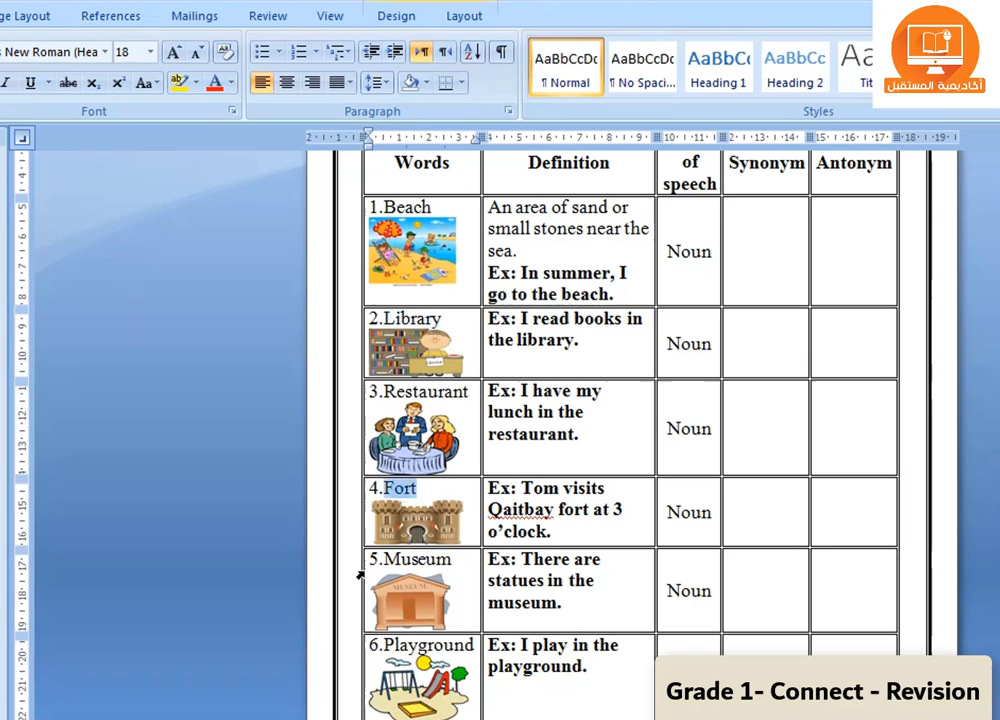 ge Layout References Mailings Review View Design Layout
New Roman (Hea 18
Font Paragraph Styles
AaBbCcDc AaBbCcDc AaBbC AaBbCc Aa
¶ Normal ¶ No Spaci... Heading 1 Heading 2 Tit
أكاديمية المستقبل
Words Definition of speech Synonym Antonym
1.Beach
An area of sand or
small stones near the
sea.
Ex: In summer, I
go to the beach.
Noun
2.Library
Ex: I read books in
the library.
Noun
3.Restaurant
Ex: I have my
lunch in the
restaurant.
Noun
4.Fort
Ex: Tom visits
Qaitbay fort at 3
o’clock.
Noun
5.Museum
MUSEUM
Ex: There are
statues in the
museum.
Noun
6.Playground
Ex: I play in the
playground.
Grade 1- Connect - Revision